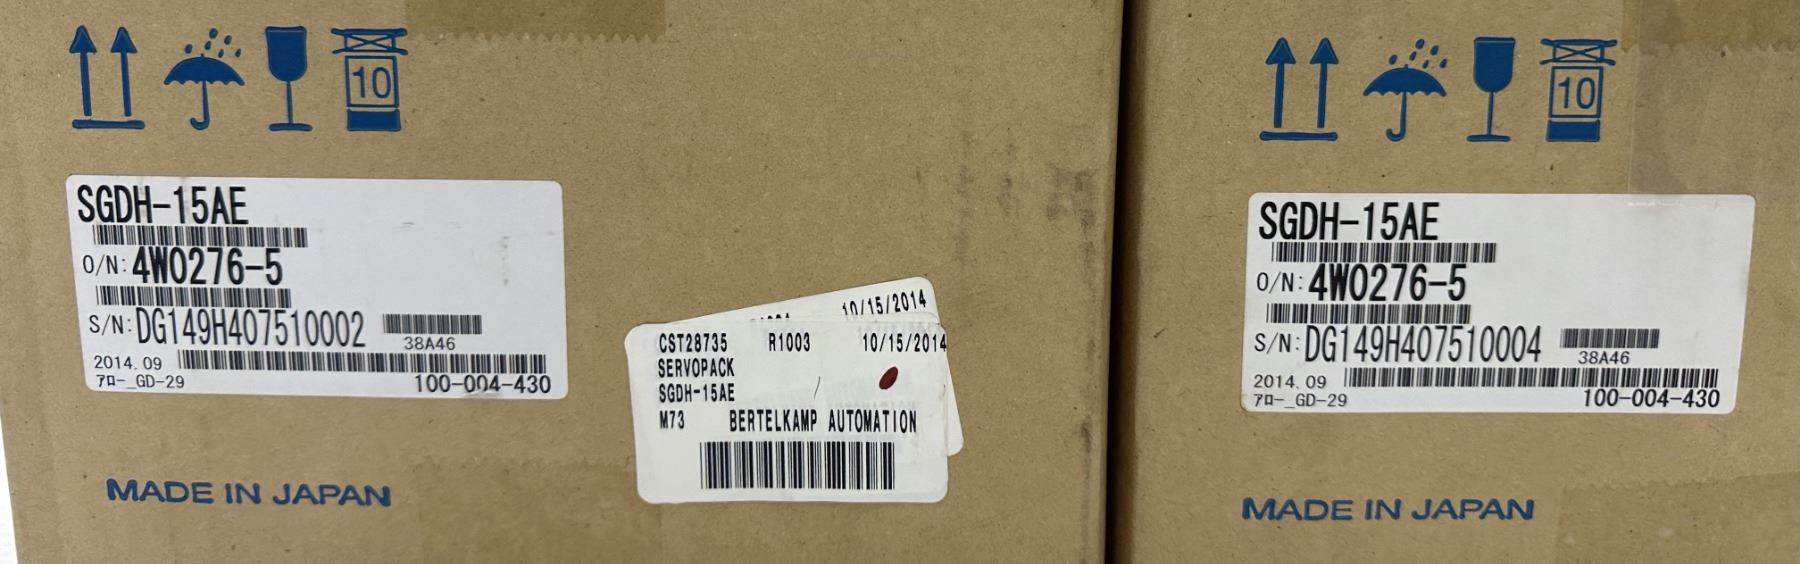 10
SGDH-15AE
O/N: 4W0276-5
S/N: DG149H407510002
38A46
2014.09
ｱﾛｰ_GD-29
100-004-430
MADE IN JAPAN
10/15/2014
CST28735 R1003 10/15/2014
SERVOPACK
SGDH-15AE
M73 BERTELKAMP AUTOMATION
10
SGDH-15AE
O/N: 4W0276-5
S/N: DG149H407510004
38A46
2014.09
ｱﾛｰ_GD-29
100-004-430
MADE IN JAPAN